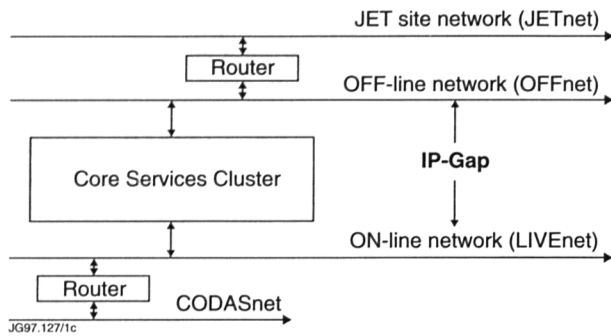 JET site network (JETnet)
Router
OFF-line network (OFFnet)
Core Services Cluster
IP-Gap
ON-line network (LIVEnet)
Router
CODASnet
JG97.127/1c